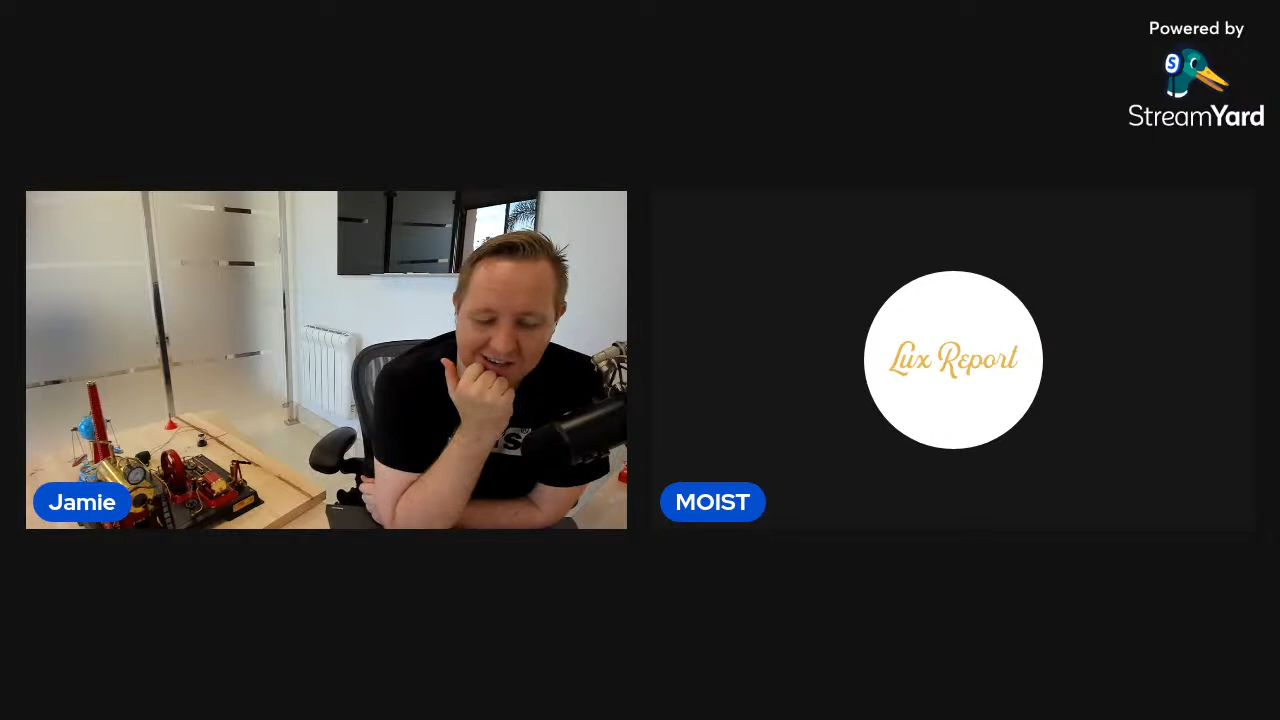 Powered by
S
StreamYard
Lux Report
Jamie
MOIST